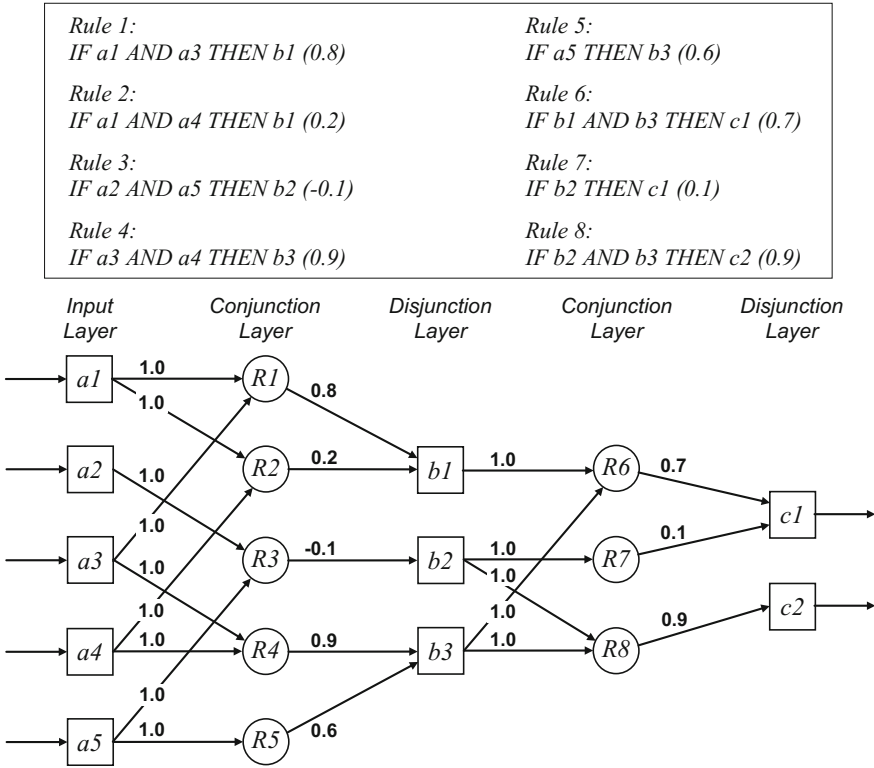 Rule 1:
IF a1 AND a3 THEN b1 (0.8)
Rule 2:
IF a1 AND a4 THEN b1 (0.2)
Rule 3:
IF a2 AND a5 THEN b2 (-0.1)
Rule 4:
IF a3 AND a4 THEN b3 (0.9)
Rule 5:
IF a5 THEN b3 (0.6)
Rule 6:
IF b1 AND b3 THEN c1 (0.7)
Rule 7:
IF b2 THEN c1 (0.1)
Rule 8:
IF b2 AND b3 THEN c2 (0.9)
Input
Layer
Conjunction
Layer
Disjunction
Layer
Conjunction
Layer
Disjunction
Layer
a1 1.0 R1 0.8
1.0
a2 1.0 R2 0.2 b1 1.0 R6 0.7
c1
1.0
a3 1.0 R3 -0.1 b2 1.0 R7 0.1
1.0
c2
1.0 1.0
a4 1.0 R4 0.9 b3 1.0 R8 0.9
1.0
a5 1.0 R5 0.6